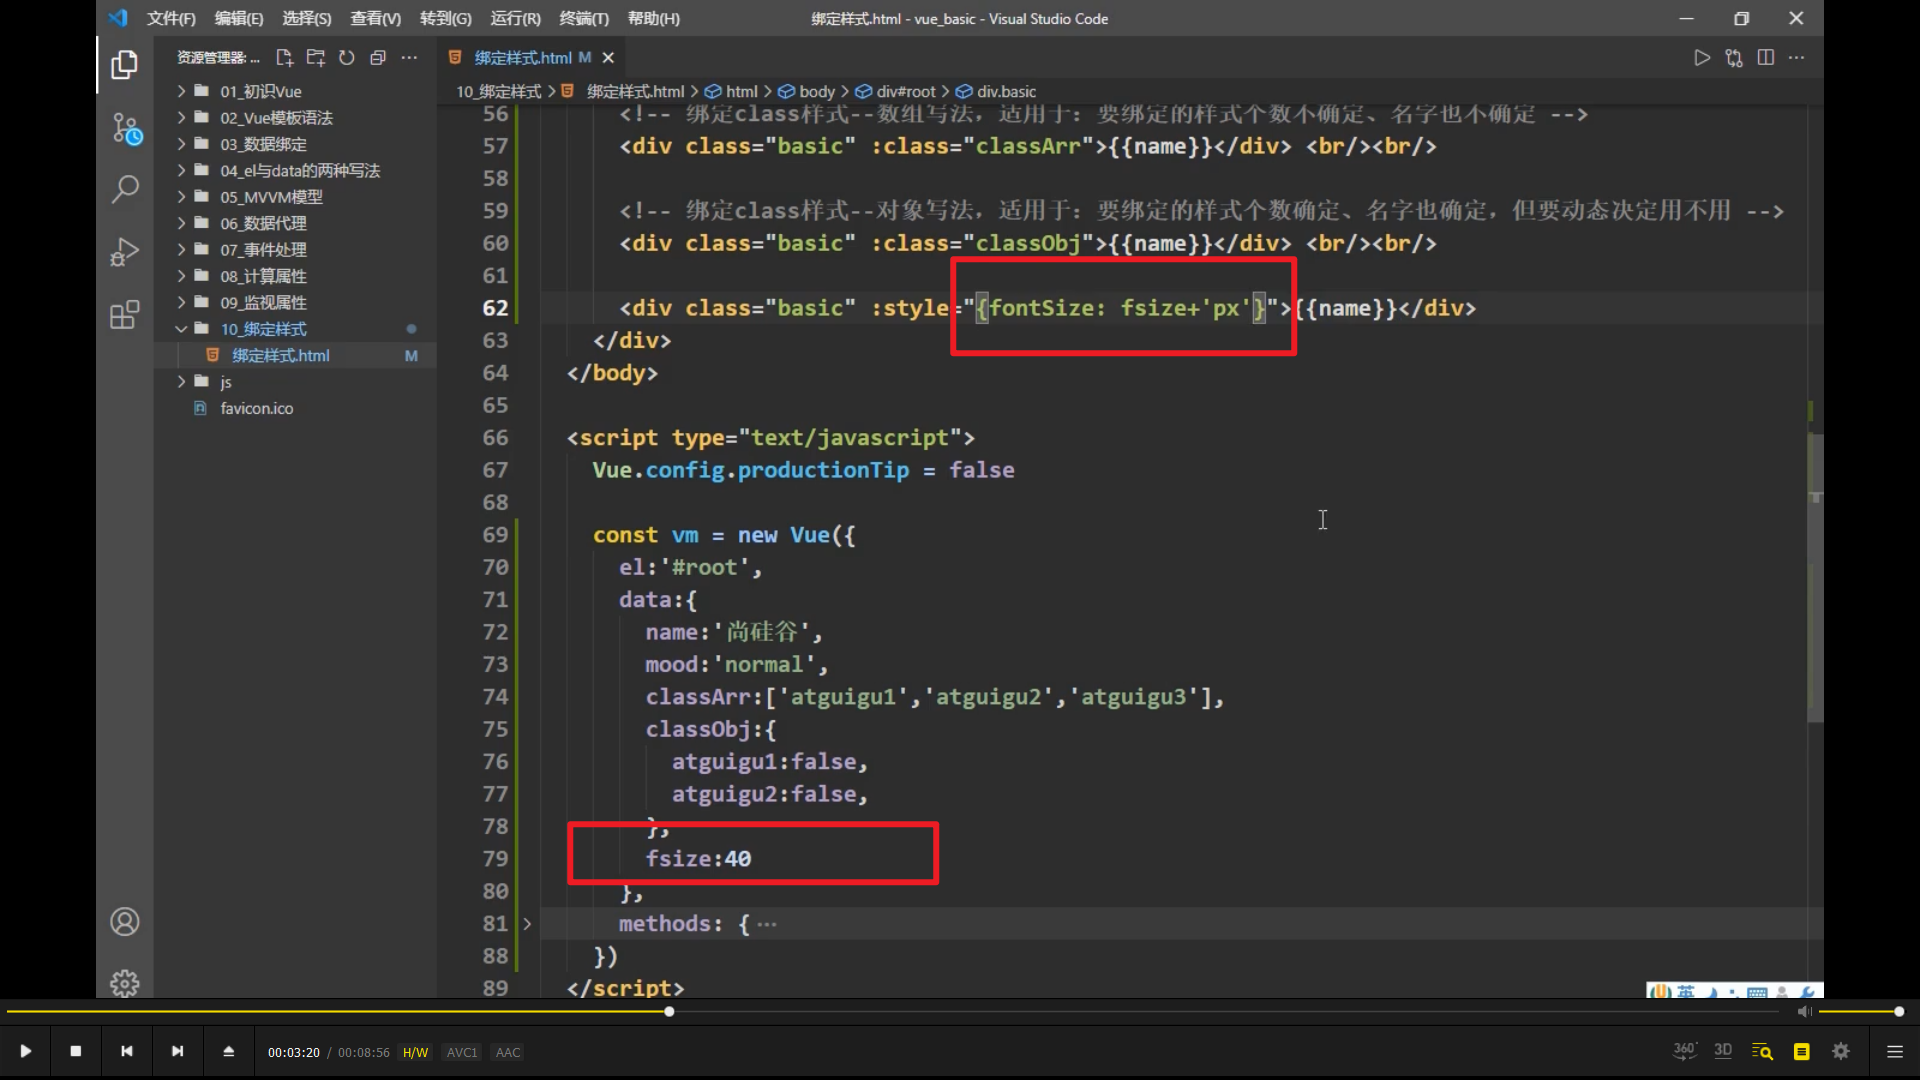 文件(F) 编辑(E) 选择(S) 查看(V) 转到(G) 运行(R) 终端(T) 帮助(H) 绑定样式.html - vue_basic - Visual Studio Code
资源管理器: ...
绑定样式.html M
10_绑定样式 > 绑定样式.html > html > body > div#root > div.basic
01_初识Vue
02_Vue模板语法
03_数据绑定
04_el与data的两种写法
05_MVVM模型
06_数据代理
07_事件处理
08_计算属性
09_监视属性
10_绑定样式
绑定样式.html M
js
favicon.ico
56 <!-- 绑定class样式--数组写法，适用于：要绑定的样式个数不确定、名字也不确定 -->
57 <div class="basic" :class="classArr">{{name}}</div> <br/><br/>
58
59 <!-- 绑定class样式--对象写法，适用于：要绑定的样式个数确定、名字也确定，但要动态决定用不用 -->
60 <div class="basic" :class="classObj">{{name}}</div> <br/><br/>
61
62 <div class="basic" :style="{fontSize: fsize+'px'}">{{name}}</div>
63 </div>
64 </body>
65
66 <script type="text/javascript">
67 Vue.config.productionTip = false
68
69 const vm = new Vue({
70 el:'#root',
71 data:{
72 name:'尚硅谷',
73 mood:'normal',
74 classArr:['atguigu1','atguigu2','atguigu3'],
75 classObj:{
76 atguigu1:false,
77 atguigu2:false,
78 },
79 fsize:40
80 },
81 methods: {···
88 })
89 </script>
英
00:03:20 / 00:08:56 H/W AVC1 AAC
360° 3D